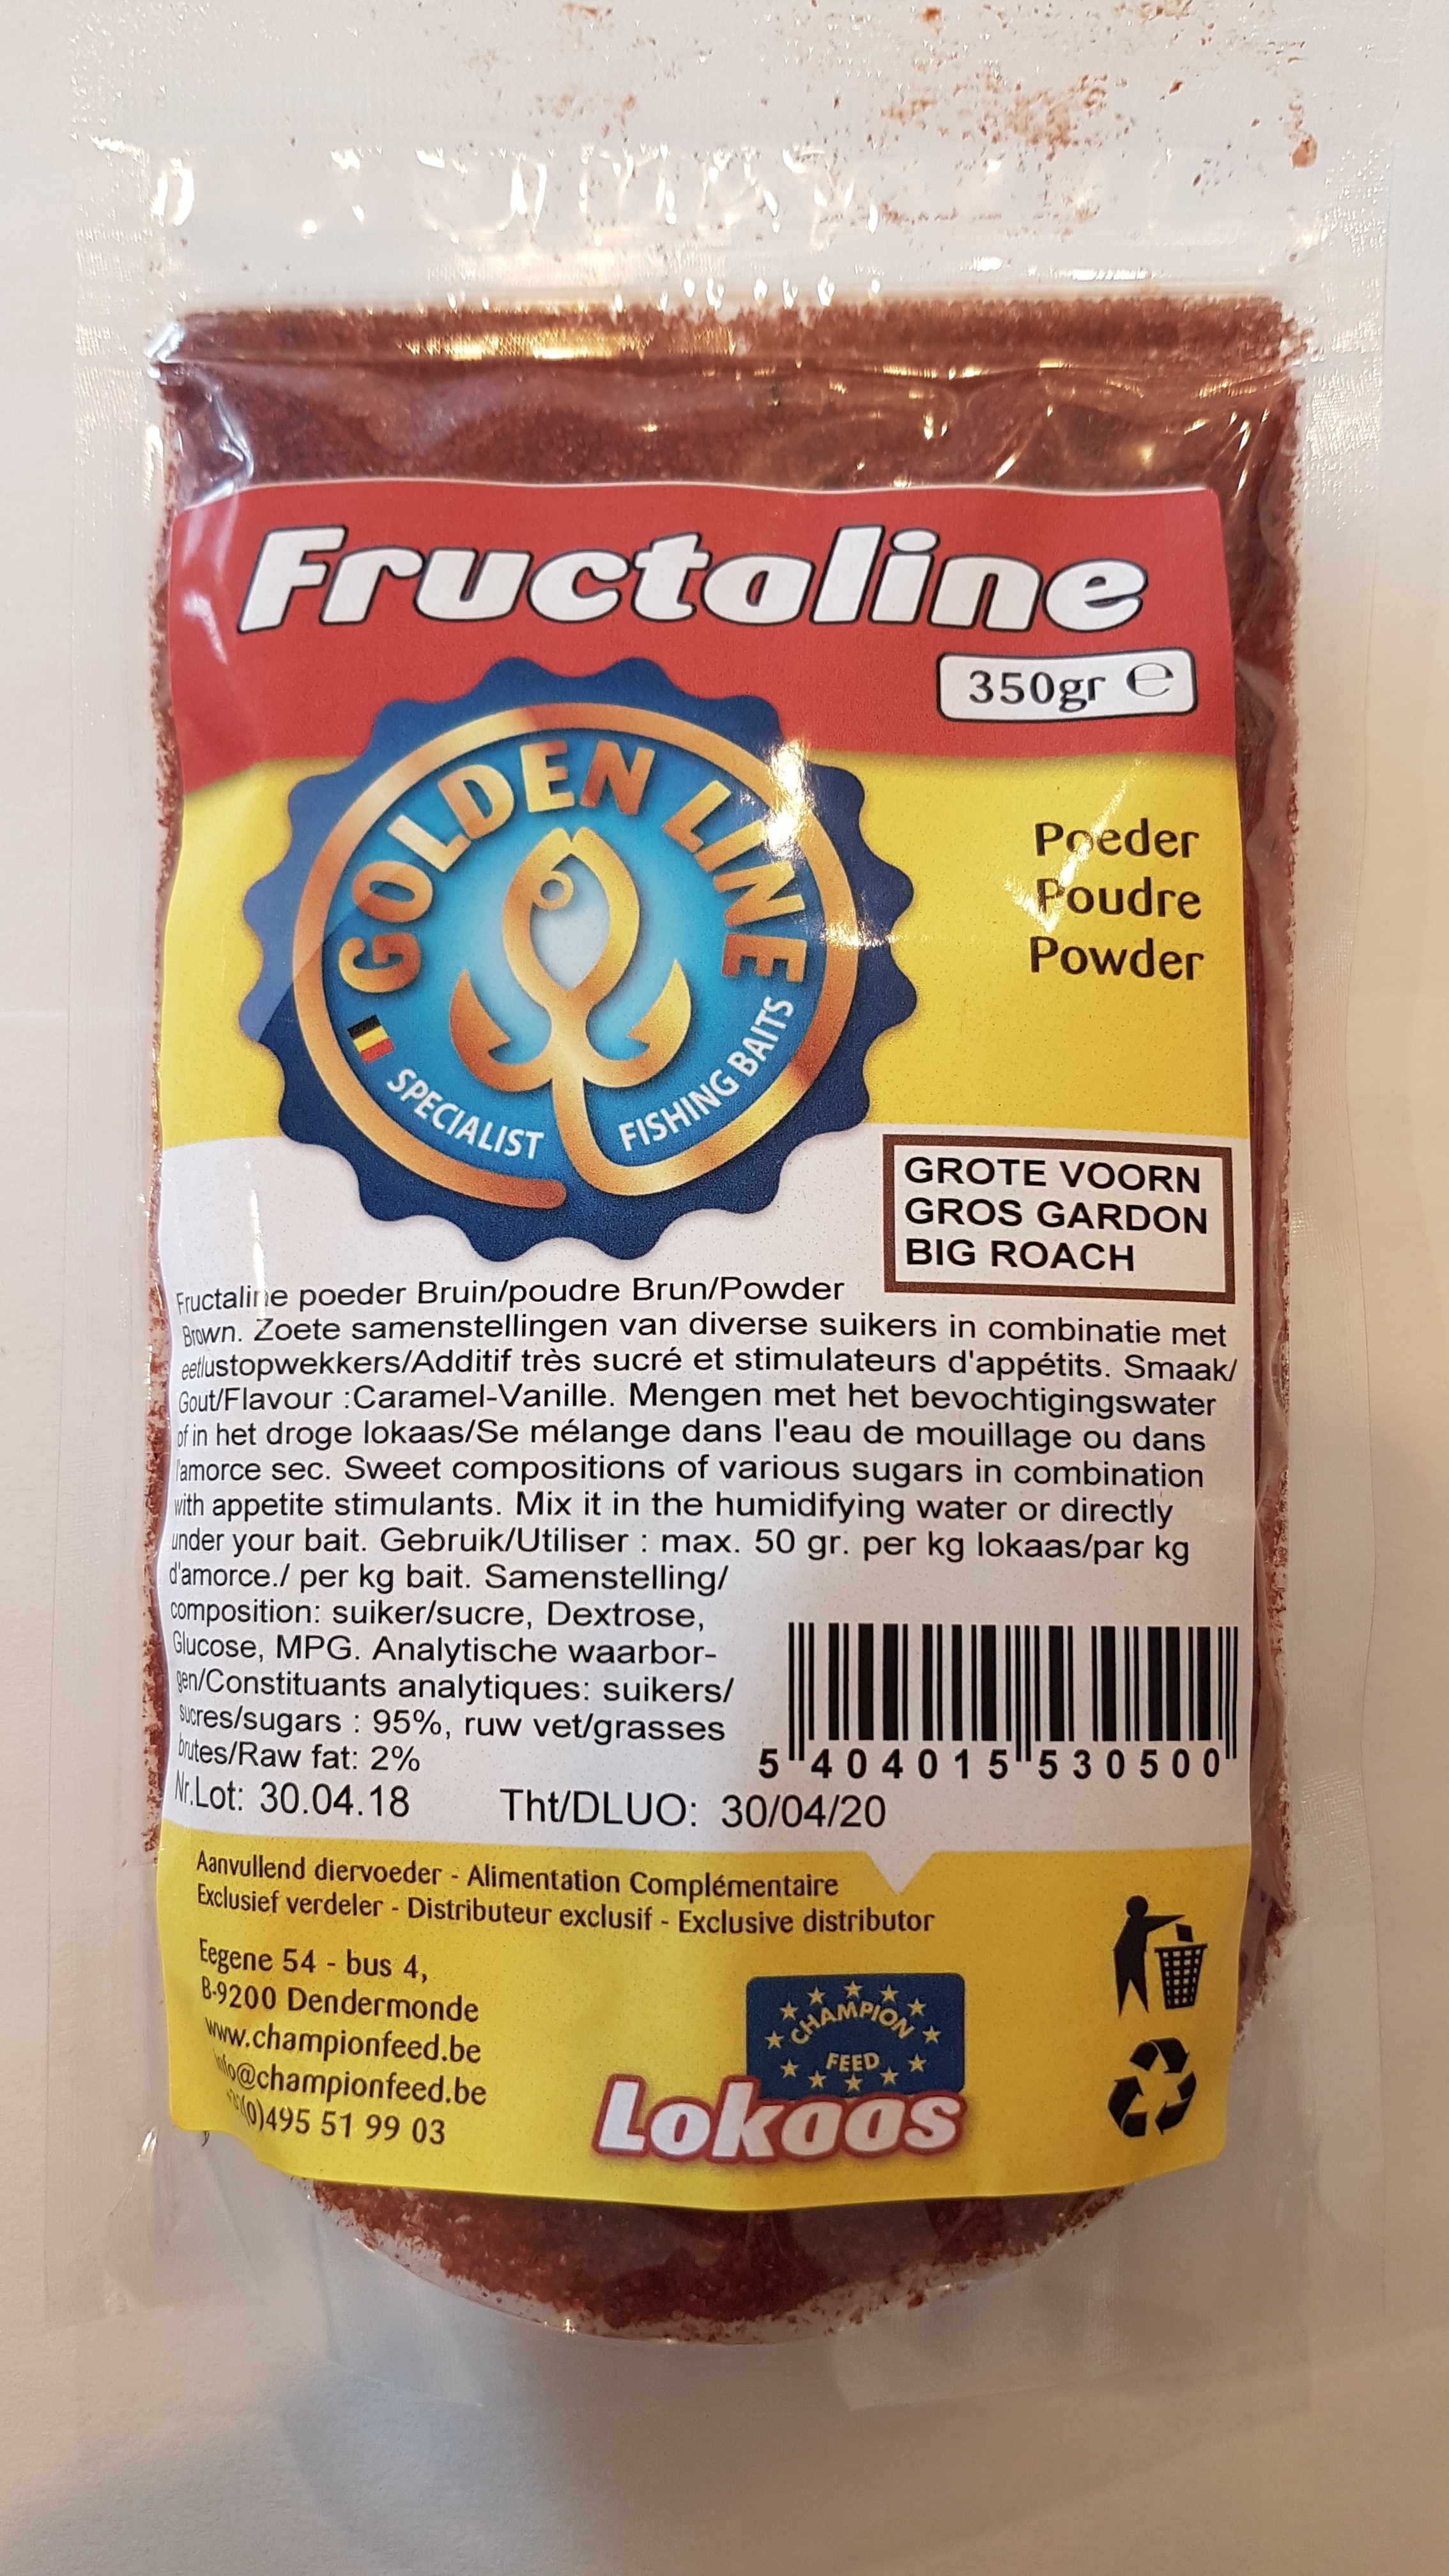 Fructaline
350gr ℮
GOLDEN LINE
SPECIALIST FISHING BAITS
Poeder
Poudre
Powder
GROTE VOORN
GROS GARDON
BIG ROACH
Fructaline poeder Bruin/poudre Brun/Powder
Brown. Zoete samenstellingen van diverse suikers in combinatie met
eetlustopwekkers/Additif très sucré et stimulateurs d'appétits. Smaak/
Gout/Flavour :Caramel-Vanille. Mengen met het bevochtigingswater
of in het droge lokaas/Se mélange dans l'eau de mouillage ou dans
l'amorce sec. Sweet compositions of various sugars in combination
with appetite stimulants. Mix it in the humidifying water or directly
under your bait. Gebruik/Utiliser : max. 50 gr. per kg lokaas/par kg
d'amorce./ per kg bait. Samenstelling/
composition: suiker/sucre, Dextrose,
Glucose, MPG. Analytische waarbor-
gen/Constituants analytiques: suikers/
sucres/sugars : 95%, ruw vet/grasses
brutes/Raw fat: 2%
5 404015 530500
Nr.Lot: 30.04.18 Tht/DLUO: 30/04/20
Aanvullend diervoeder - Alimentation Complémentaire
Exclusief verdeler - Distributeur exclusif - Exclusive distributor
Eegene 54 - bus 4,
B-9200 Dendermonde
www.championfeed.be
info@championfeed.be
(0)495 51 99 03
CHAMPION
FEED
Lokaas